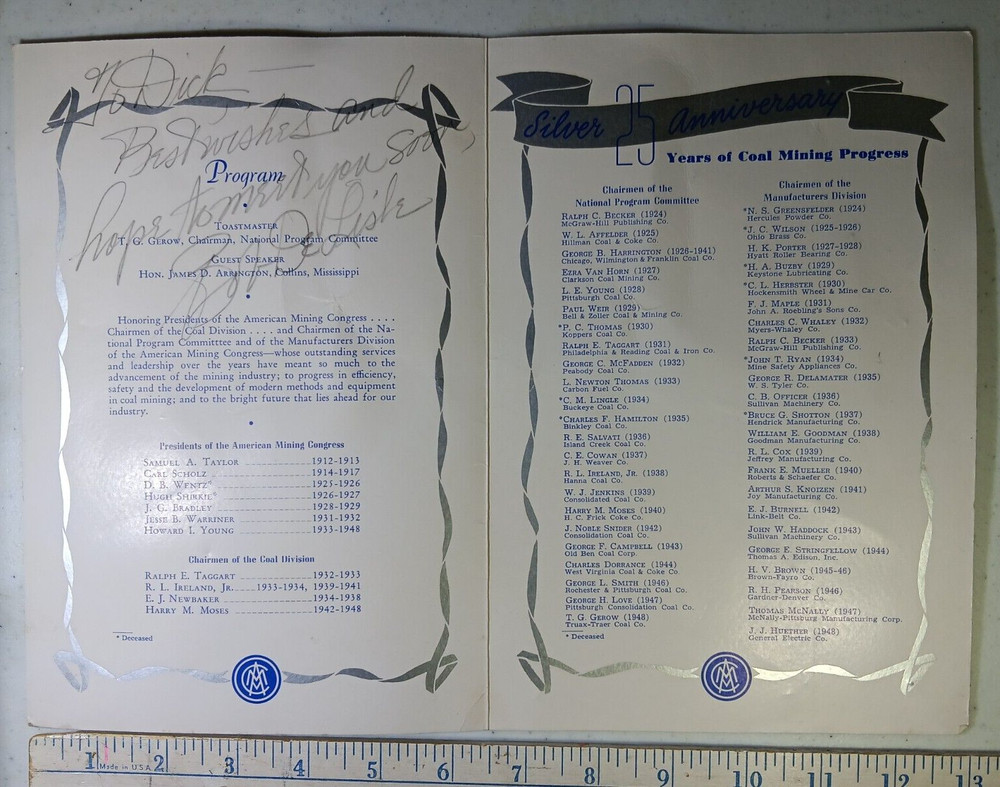 To Dick —
Best wishes and
hope to meet you soon,
De Lisle
Program
Toastmaster
T. G. Gerow, Chairman, National Program Committee
Guest Speaker
Hon. James D. Arrington, Collins, Mississippi
Honoring Presidents of the American Mining Congress . . . .
Chairmen of the Coal Division . . . . and Chairmen of the Na-
tional Program Committtee and of the Manufacturers Division
of the American Mining Congress—whose outstanding services
and leadership over the years have meant so much to the
advancement of the mining industry; to progress in efficiency,
safety and the development of modern methods and equipment
in coal mining; and to the bright future that lies ahead for our
industry.
Presidents of the American Mining Congress
Samuel A. Taylor 1912-1913
Carl Scholz 1914-1917
D. B. Wentz* 1925-1926
Hugh Shirkie* 1926-1927
J. G. Bradley 1928-1929
Jesse B. Warriner 1931-1932
Howard I. Young 1933-1948
Chairmen of the Coal Division
Ralph E. Taggart 1932-1933
R. L. Ireland, Jr. 1933-1934, 1939-1941
E. J. Newbaker 1934-1938
Harry M. Moses 1942-1948
* Deceased
AMC
Silver 25 Anniversary
Years of Coal Mining Progress
Chairmen of the
National Program Committee
Ralph C. Becker (1924)
McGraw-Hill Publishing Co.
W. L. Affelder (1925)
Hillman Coal & Coke Co.
George B. Harrington (1926-1941)
Chicago, Wilmington & Franklin Coal Co.
Ezra Van Horn (1927)
Clarkson Coal Mining Co.
L. E. Young (1928)
Pittsburgh Coal Co.
Paul Weir (1929)
Bell & Zoller Coal & Mining Co.
*P. C. Thomas (1930)
Koppers Coal Co.
Ralph E. Taggart (1931)
Philadelphia & Reading Coal & Iron Co.
George C. McFadden (1932)
Peabody Coal Co.
L. Newton Thomas (1933)
Carbon Fuel Co.
*C. M. Lingle (1934)
Buckeye Coal Co.
*Charles F. Hamilton (1935)
Binkley Coal Co.
R. E. Salvati (1936)
Island Creek Coal Co.
C. E. Cowan (1937)
J. H. Weaver Co.
R. L. Ireland, Jr. (1938)
Hanna Coal Co.
W. J. Jenkins (1939)
Consolidated Coal Co.
Harry M. Moses (1940)
H. C. Frick Coke Co.
J. Noble Snider (1942)
Consolidation Coal Co.
George F. Campbell (1943)
Old Ben Coal Corp.
Charles Dorrance (1944)
West Virginia Coal & Coke Co.
George L. Smith (1946)
Rochester & Pittsburgh Coal Co.
George H. Love (1947)
Pittsburgh Consolidation Coal Co.
T. G. Gerow (1948)
Truax-Traer Coal Co.
* Deceased
Chairmen of the
Manufacturers Division
*N. S. Greensfelder (1924)
Hercules Powder Co.
*J. C. Wilson (1925-1926)
Ohio Brass Co.
H. K. Porter (1927-1928)
Hyatt Roller Bearing Co.
*H. A. Buzby (1929)
Keystone Lubricating Co.
*C. L. Herbster (1930)
Hockensmith Wheel & Mine Car Co.
F. J. Maple (1931)
John A. Roebling's Sons Co.
Charles C. Whaley (1932)
Myers-Whaley Co.
Ralph C. Becker (1933)
McGraw-Hill Publishing Co.
*John T. Ryan (1934)
Mine Safety Appliances Co.
George R. Delamater (1935)
W. S. Tyler Co.
C. B. Officer (1936)
Sullivan Machinery Co.
*Bruce G. Shotton (1937)
Hendrick Manufacturing Co.
William E. Goodman (1938)
Goodman Manufacturing Co.
R. L. Cox (1939)
Jeffrey Manufacturing Co.
Frank E. Mueller (1940)
Roberts & Schaefer Co.
Arthur S. Knoizen (1941)
Joy Manufacturing Co.
E. J. Burnell (1942)
Link-Belt Co.
John W. Haddock (1943)
Sullivan Machinery Co.
George E. Stringfellow (1944)
Thomas A. Edison, Inc.
H. V. Brown (1945-46)
Brown-Fayro Co.
R. H. Pearson (1946)
Gardner-Denver Co.
Thomas McNally (1947)
McNally-Pittsburg Manufacturing Corp.
J. J. Huether (1948)
General Electric Co.
AMC
1 2 3 4 5 6 7 8 9 10 11 12 13
Made in U.S.A.